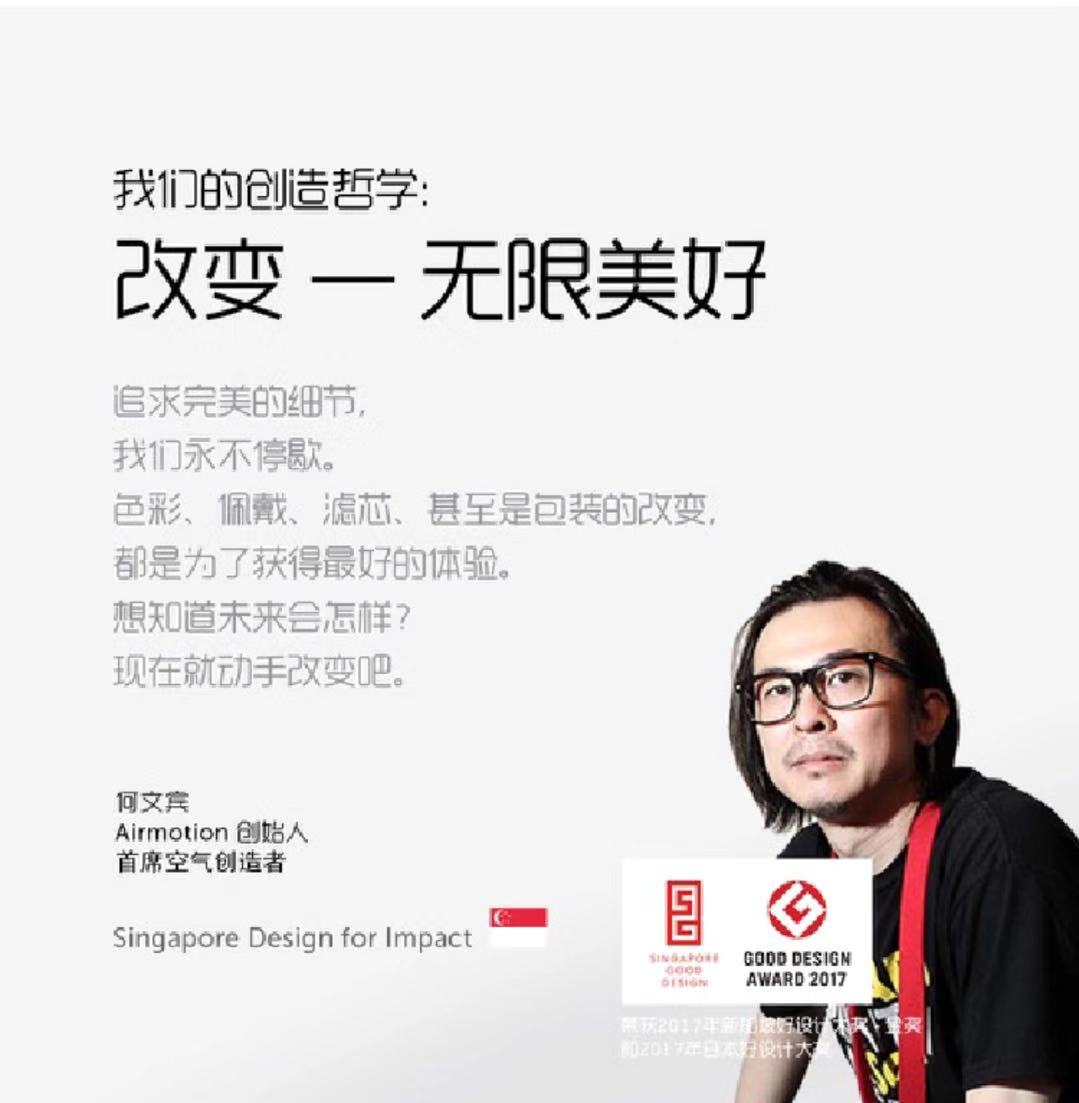 我们的创造哲学:
改变 — 无限美好
追求完美的细节,
我们永不停歇。
色彩、佩戴、滤芯、甚至是包装的改变,
都是为了获得最好的体验。
想知道未来会怎样?
现在就动手改变吧。
何文宾
Airmotion 创始人
首席空气创造者
Singapore Design for Impact
SINGAPORE
GOOD
DESIGN
GOOD DESIGN
AWARD 2017
荣获2017年新加坡好设计大奖·金奖
和2017年日本好设计大奖